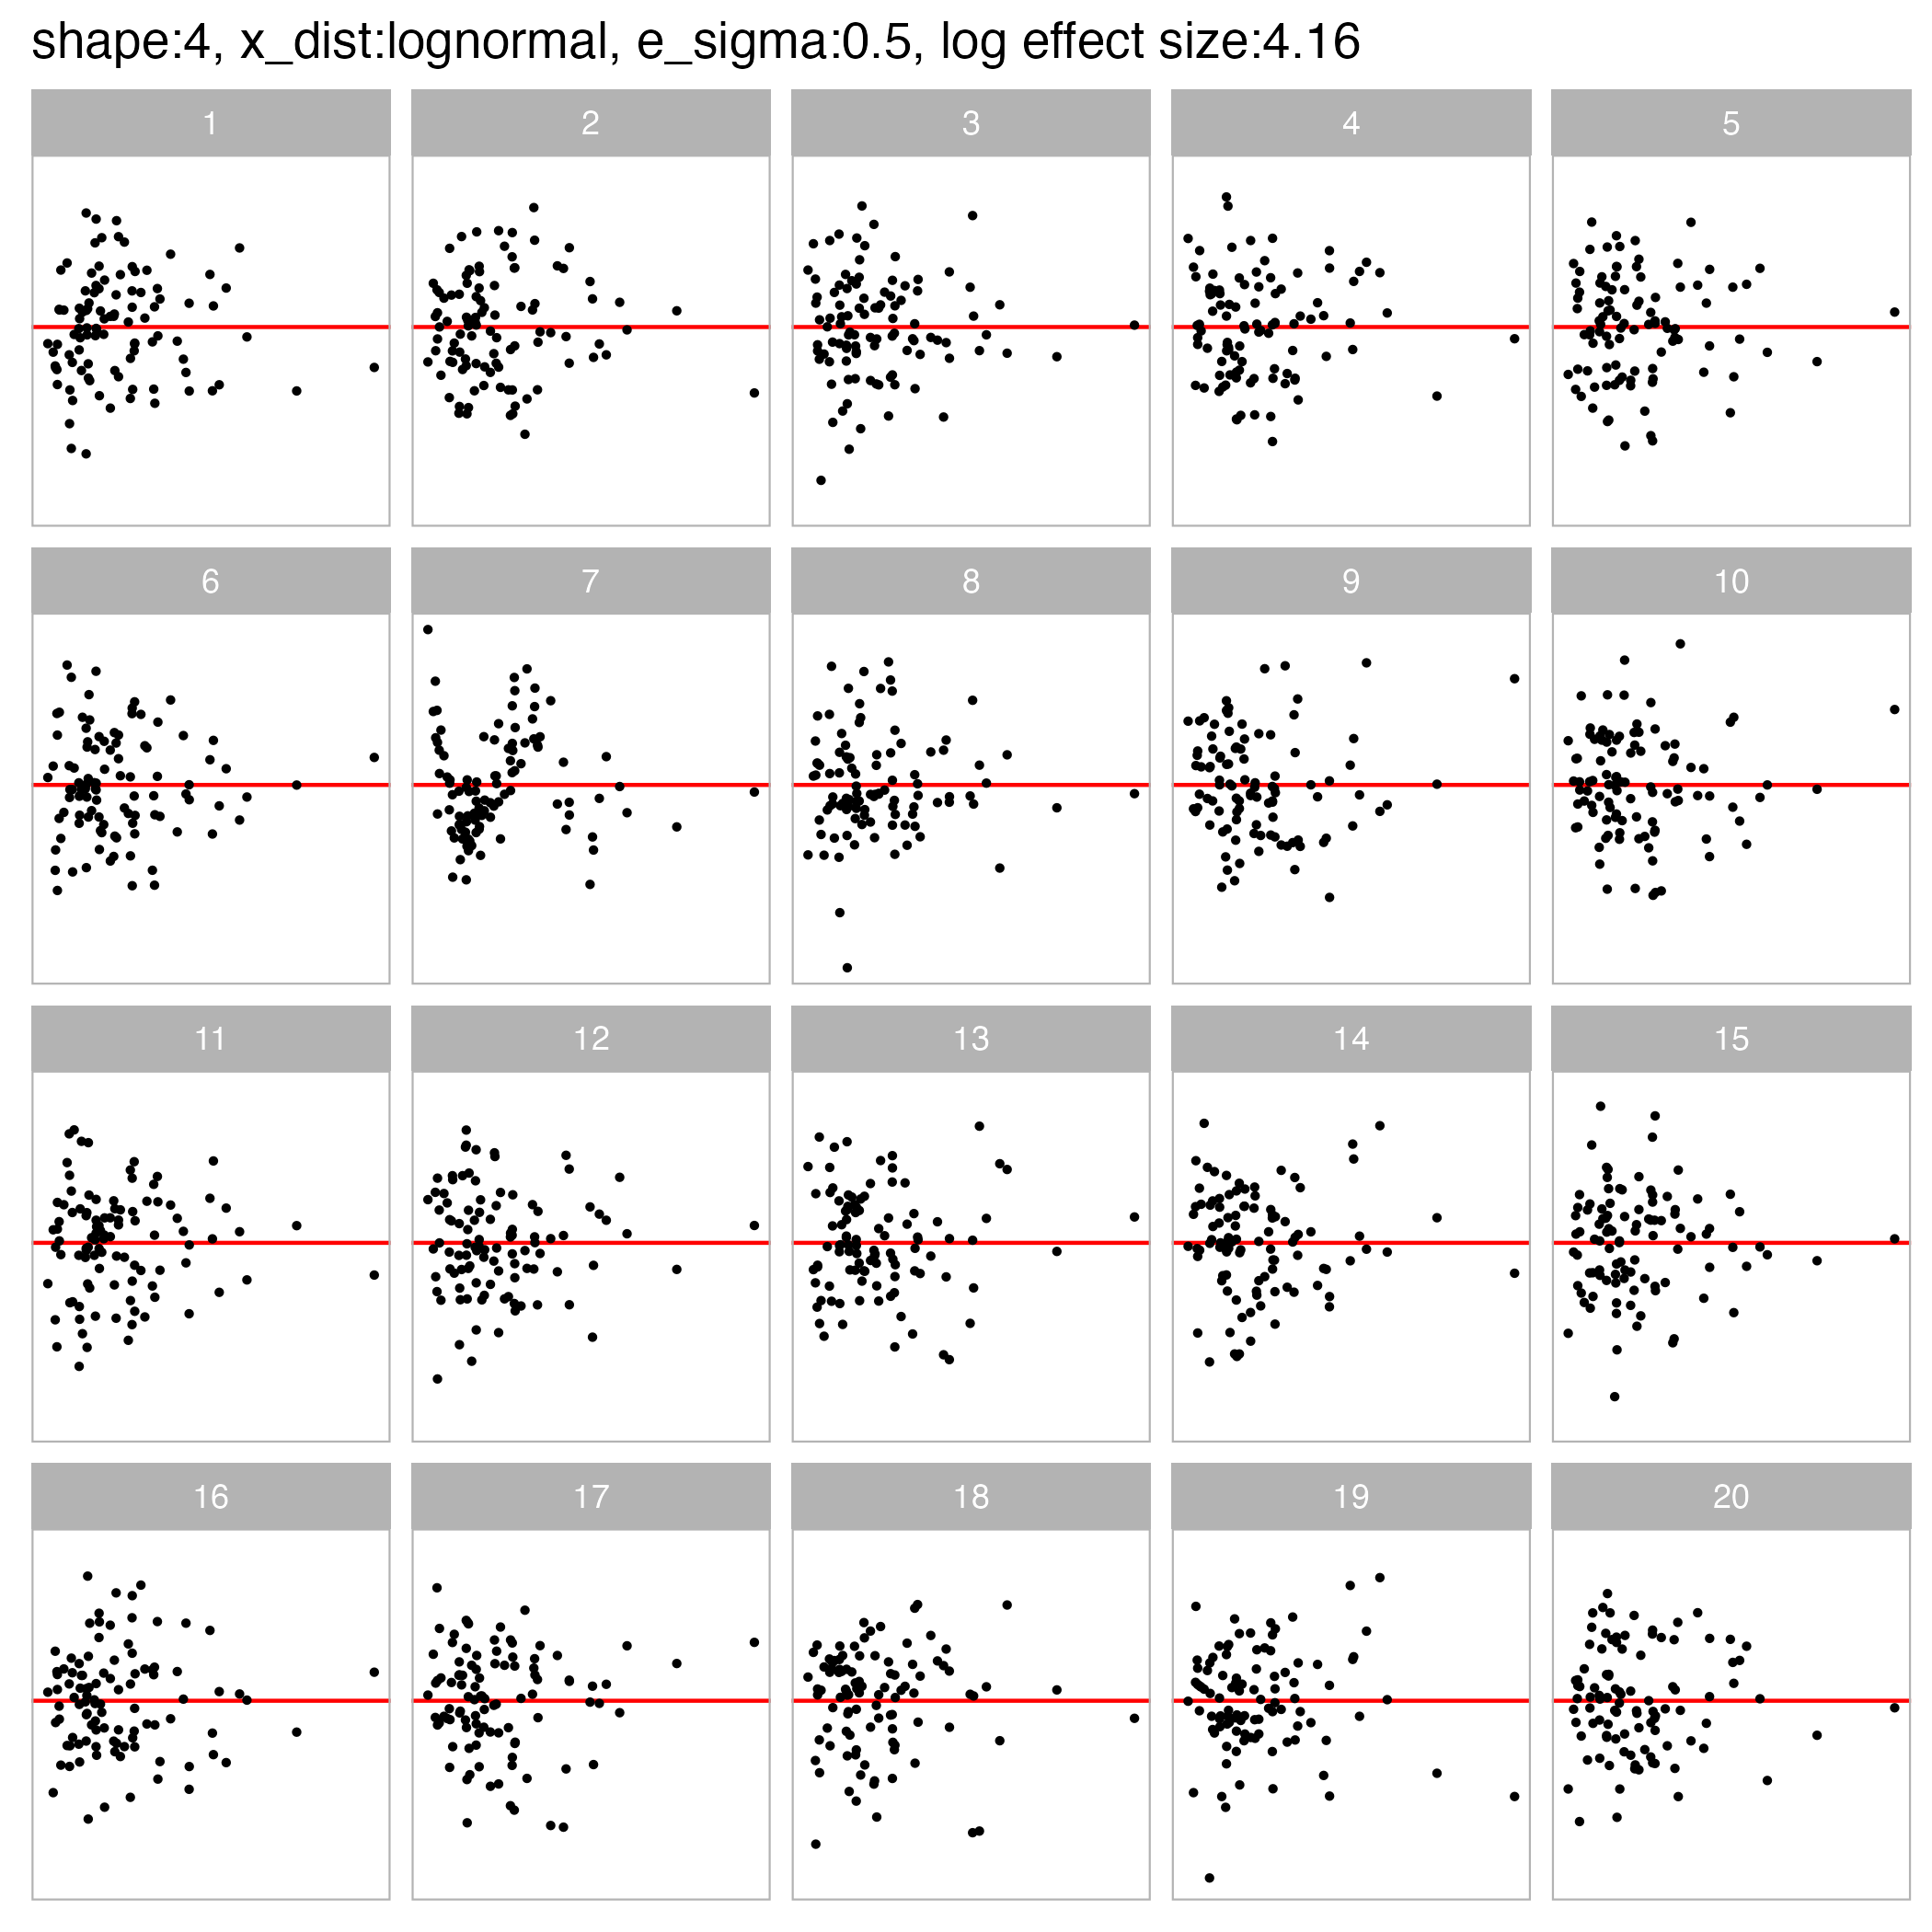 shape:4, x_dist:lognormal, e_sigma:0.5, log effect size:4.16
1 2 3 4 5
6 7 8 9 10
11 12 13 14 15
16 17 18 19 20